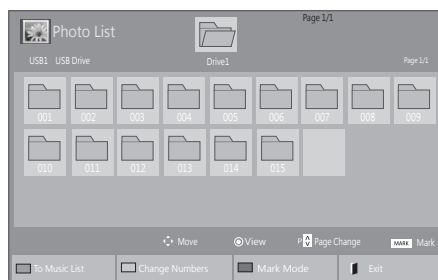 Page 1/1
Photo List
USB1 USB Drive Drive1 Page 1/1
001 002 003 004 005 006 007 008 009
010 011 012 013 014 015
Move View P Page Change MARK Mark
To Music List Change Numbers Mark Mode Exit